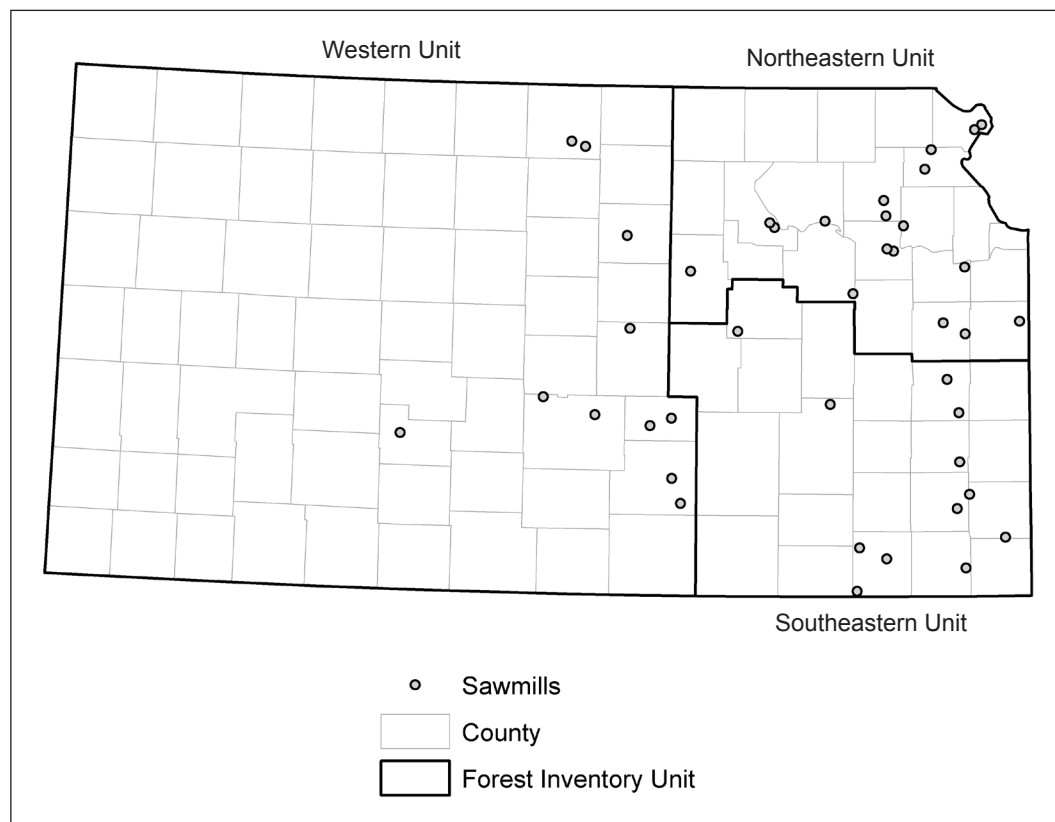 Western Unit
Northeastern Unit
Southeastern Unit
Sawmills
County
Forest Inventory Unit